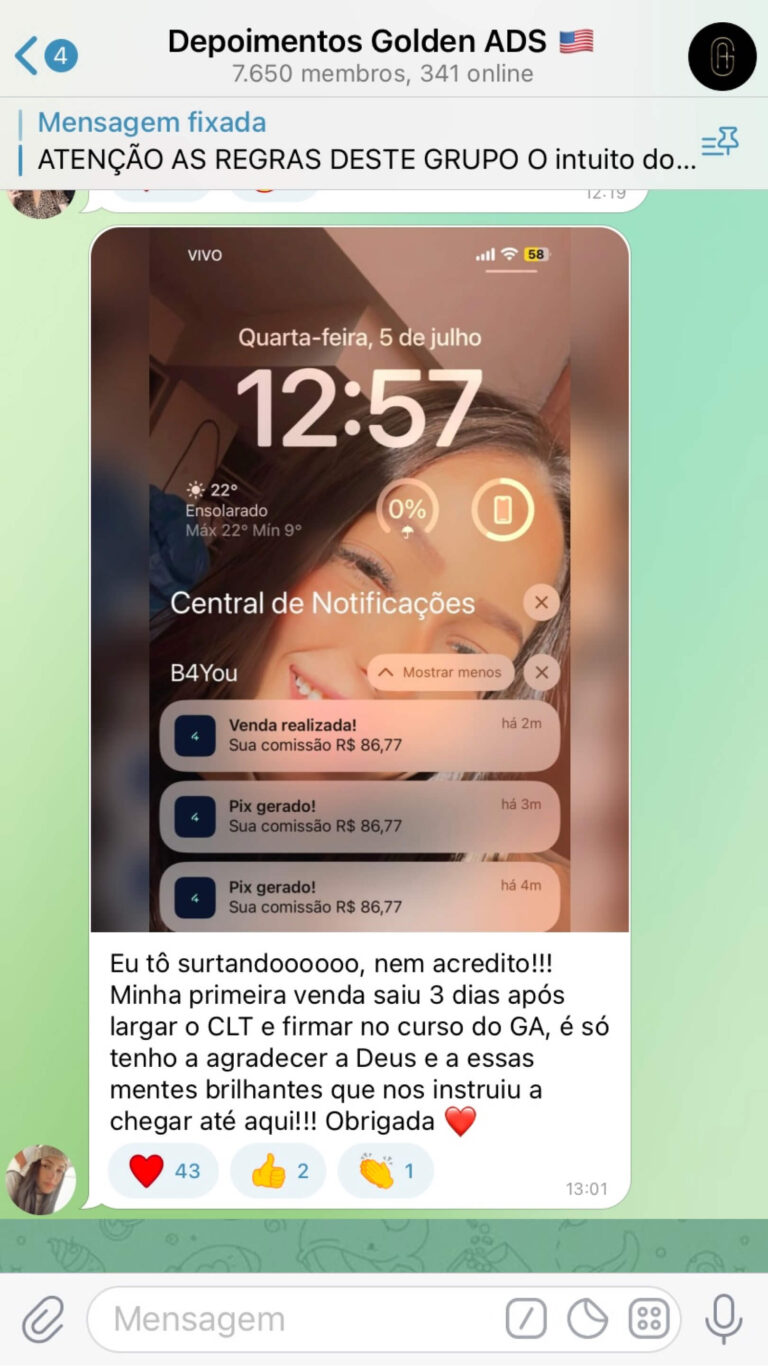 4
Depoimentos Golden ADS 🇺🇸
7.650 membros, 341 online
Mensagem fixada
ATENÇÃO AS REGRAS DESTE GRUPO O intuito do...
12:19
VIVO
58
Quarta-feira, 5 de julho
12:57
22°
Ensolarado
Máx 22° Mín 9°
0%
Central de Notificações
B4You
Mostrar menos
Venda realizada!
há 2m
Sua comissão R$ 86,77
Pix gerado!
há 3m
Sua comissão R$ 86,77
Pix gerado!
há 4m
Sua comissão R$ 86,77
Eu tô surtandoooooo, nem acredito!!!
Minha primeira venda saiu 3 dias após
largar o CLT e firmar no curso do GA, é só
tenho a agradecer a Deus e a essas
mentes brilhantes que nos instruiu a
chegar até aqui!!! Obrigada ❤️
❤️ 43 👍 2 👏 1
13:01
Mensagem